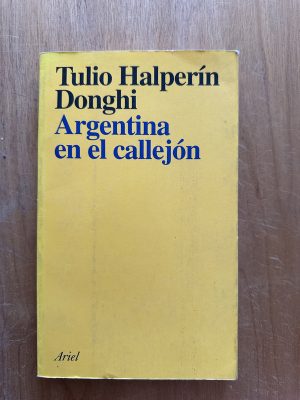 Tulio Halperín
Donghi
Argentina
en el callejón
Ariel